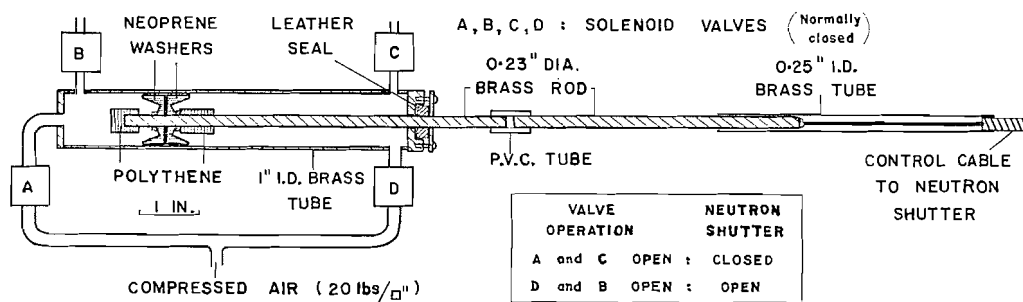 NEOPRENE
WASHERS
LEATHER
SEAL
A, B, C, D : SOLENOID VALVES (Normally closed)
B
C
0·23" DIA.
BRASS ROD
0·25" I.D.
BRASS TUBE
A
POLYTHENE
1 IN.
1" I.D. BRASS
TUBE
D
P.V.C. TUBE
CONTROL CABLE
TO NEUTRON
SHUTTER
VALVE OPERATION
NEUTRON SHUTTER
A and C OPEN : CLOSED
D and B OPEN : OPEN
COMPRESSED AIR (20 lbs/□")